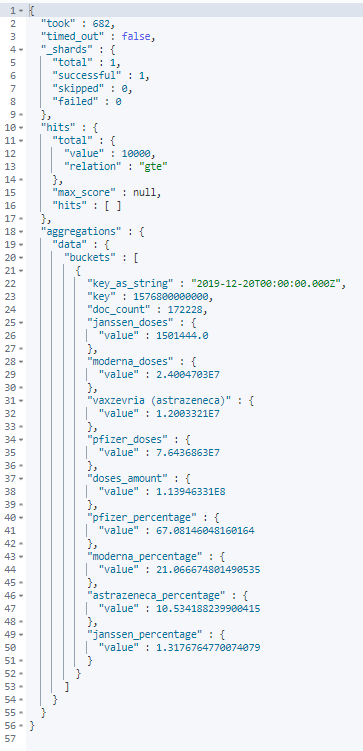 1 {
2 "took" : 682,
3 "timed_out" : false,
4 "_shards" : {
5 "total" : 1,
6 "successful" : 1,
7 "skipped" : 0,
8 "failed" : 0
9 },
10 "hits" : {
11 "total" : {
12 "value" : 10000,
13 "relation" : "gte"
14 },
15 "max_score" : null,
16 "hits" : [ ]
17 },
18 "aggregations" : {
19 "data" : {
20 "buckets" : [
21 {
22 "key_as_string" : "2019-12-20T00:00:00.000Z",
23 "key" : 1576800000000,
24 "doc_count" : 172228,
25 "janssen_doses" : {
26 "value" : 1501444.0
27 },
28 "moderna_doses" : {
29 "value" : 2.4004703E7
30 },
31 "vaxzevria (astrazeneca)" : {
32 "value" : 1.2003321E7
33 },
34 "pfizer_doses" : {
35 "value" : 7.6436863E7
36 },
37 "doses_amount" : {
38 "value" : 1.13946331E8
39 },
40 "pfizer_percentage" : {
41 "value" : 67.08146048160164
42 },
43 "moderna_percentage" : {
44 "value" : 21.066674801490535
45 },
46 "astrazeneca_percentage" : {
47 "value" : 10.534188239900415
48 },
49 "janssen_percentage" : {
50 "value" : 1.3176764770074079
51 }
52 }
53 ]
54 }
55 }
56 }
57